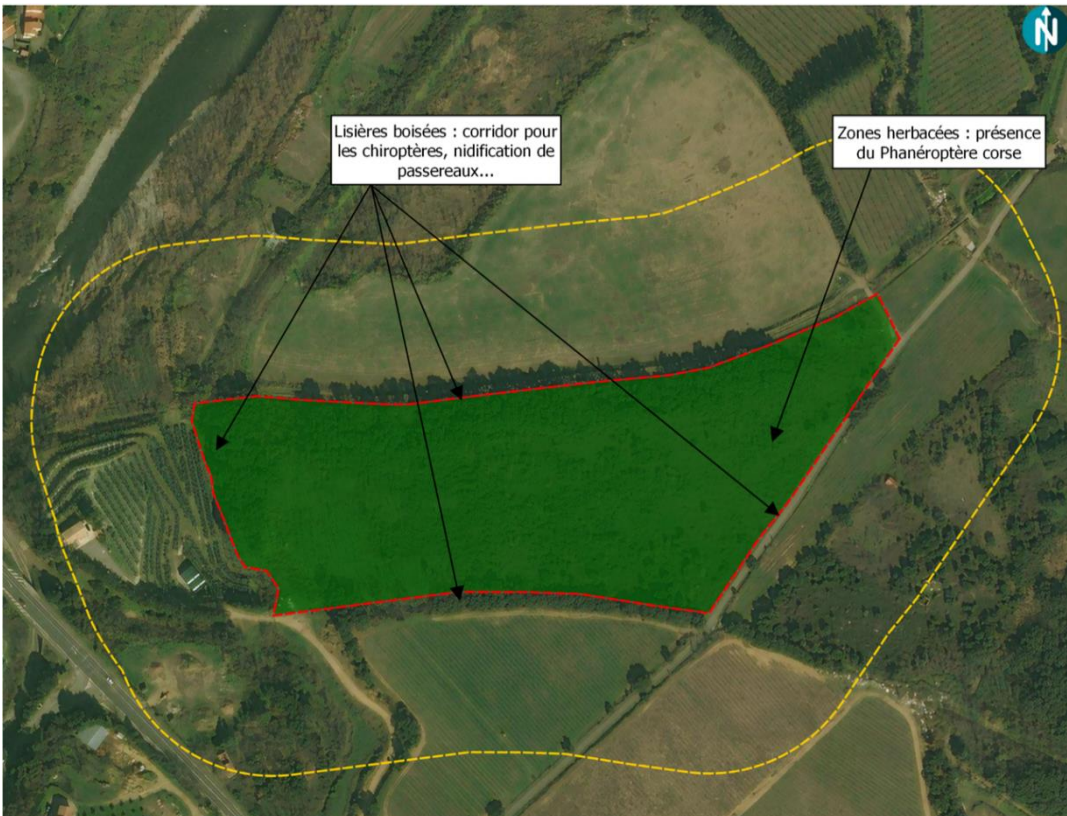 N
Lisières boisées : corridor pour
les chiroptères, nidification de
passereaux...
Zones herbacées : présence
du Phanéroptère corse